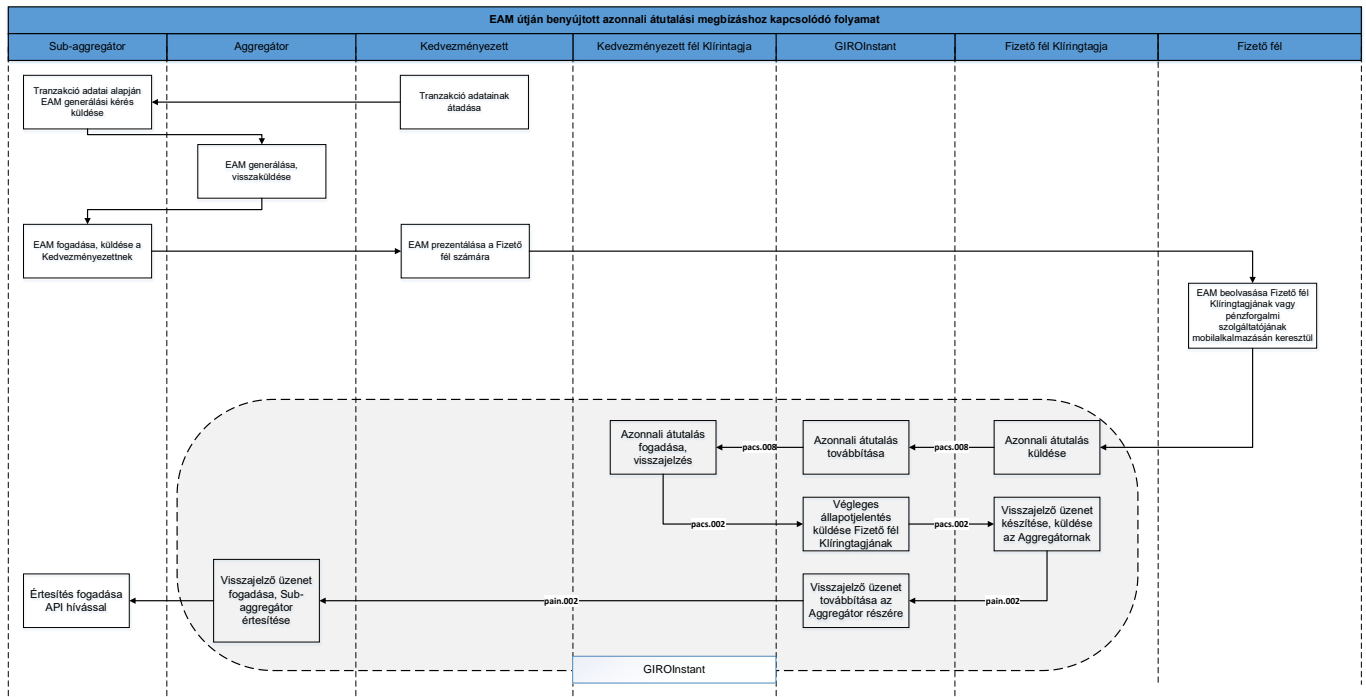 EAM útján benyújtott azonnali átutalási megbízáshoz kapcsolódó folyamat
Sub-aggregátor
Aggregátor
Kedvezményezett
Kedvezményezett fél Klírintagja
GIROInstant
Fizető fél Klíringtagja
Fizető fél
Tranzakció adatai alapján
EAM generálási kérés
küldése
Tranzakció adatainak
átadása
EAM generálása,
visszaküldése
EAM fogadása, küldése a
Kedvezményezettnek
EAM prezentálása a Fizető
fél számára
EAM beolvasása Fizető fél
Klíringtagjának vagy
pénzforgalmi
szolgáltatójának
mobilalkalmazásán keresztül
Azonnali átutalás
fogadása,
visszajelzés
pacs.008
Azonnali átutalás
továbbítása
pacs.008
Azonnali átutalás
küldése
pacs.002
Végleges
állapotjelentés
küldése Fizető fél
Klíringtagjának
pacs.002
Visszajelző üzenet
készítése, küldése
az Aggregátornak
Értesítés fogadása
API hívással
Visszajelző üzenet
fogadása, Sub-
aggregátor
értesítése
pain.002
Visszajelző üzenet
továbbítása az
Aggregátor részére
pain.002
GIROInstant